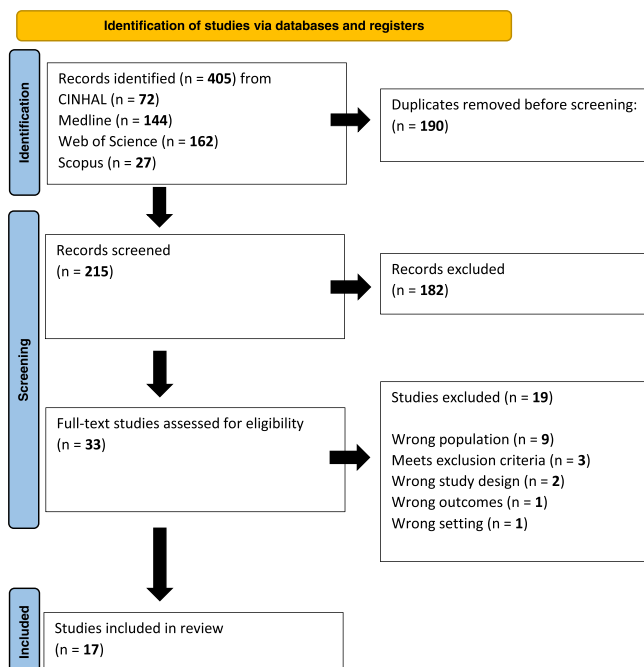 Identification of studies via databases and registers
Identification
Records identified (n = 405) from
CINHAL (n = 72)
Medline (n = 144)
Web of Science (n = 162)
Scopus (n = 27)
Duplicates removed before screening:
(n = 190)
Screening
Records screened
(n = 215)
Records excluded
(n = 182)
Full-text studies assessed for eligibility
(n = 33)
Studies excluded (n = 19)
Wrong population (n = 9)
Meets exclusion criteria (n = 3)
Wrong study design (n = 2)
Wrong outcomes (n = 1)
Wrong setting (n = 1)
Included
Studies included in review
(n = 17)